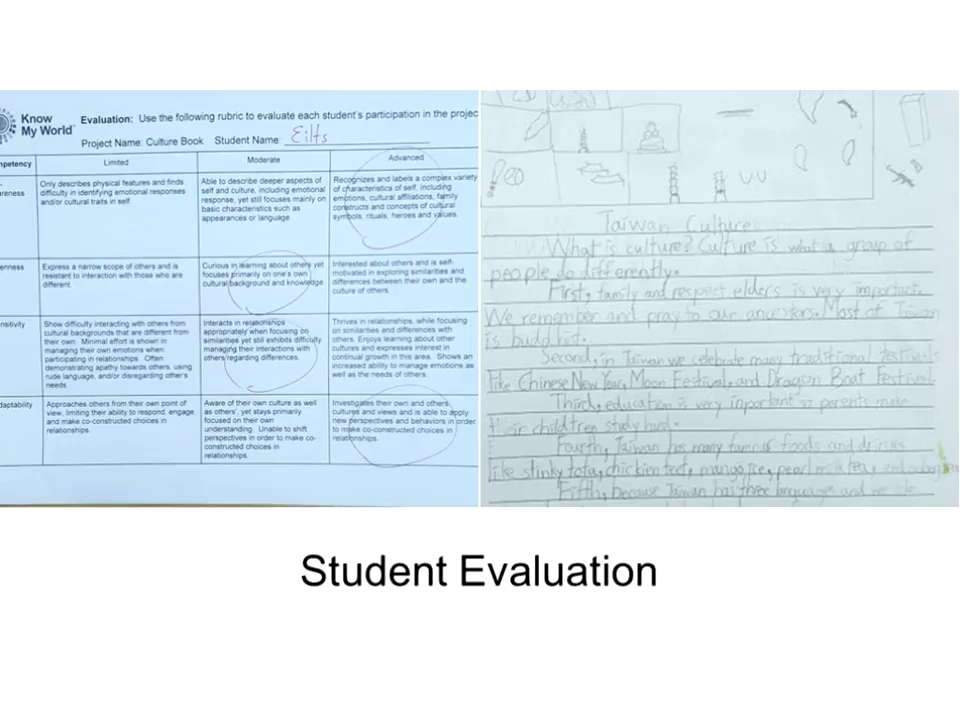 Know
My World
Evaluation: Use the following rubric to evaluate each student's participation in the projec
Project Name: Culture Book Student Name: Eilts
mpetency
Limited
Moderate
Advanced
areness
Only describes physical features and finds
difficulty in identifying emotional responses
and/or cultural traits in self.
Able to describe deeper aspects of
self and culture, including emotional
response, yet still focuses mainly on
basic characteristics such as
appearances or language.
Recognizes and labels a complex variety
of characteristics of self, including
emotions, cultural affiliations, family
constructs and concepts of cultural
symbols, rituals, heroes and values.
erness
Express a narrow scope of others and is
resistant to interaction with those who are
different.
Curious in learning about others yet
focuses primarily on one's own
cultural background and knowledge
Interested about others and is self-
motivated in exploring similarities and
differences between their own and the
culture of others.
nsitivity
Show difficulty interacting with others from
cultural backgrounds that are different from
their own. Minimal effort is shown in
managing their own emotions when
participating in relationships. Often
demonstrating apathy towards others, using
rude language, and/or disregarding other's
needs.
Interacts in relationships
appropriately when focusing on
similarities yet still exhibits difficulty
managing their interactions with
others regarding differences.
Thrives in relationships, while focusing
on similarities and differences with
others. Enjoys learning about other
cultures and expresses interest in
continual growth in this area. Shows an
increased ability to manage emotions as
well as the needs of others.
daptability
Approaches others from their own point of
view, limiting their ability to respond, engage,
and make co-constructed choices in
relationships.
Aware of their own culture as well
as others', yet stays primarily
focused on their own
understanding. Unable to shift
perspectives in order to make co-
constructed choices in
relationships.
Investigates their own and others
cultures and views and is able to apply
new perspectives and behaviors in order
to make co-constructed choices in
relationships.
Taiwan Culture
What is culture? Culture is what a group of
people do differently.
First, family and respect elders is very important.
We remember and pray to our ancestors. Most of Taiwan
is buddhist.
Second, in Taiwan we celebrate many traditional festivals
like Chinese New Year, Moon Festival, and Dragon Boat Festival.
Third, education is very important so parents make
their children study hard.
Fourth, Taiwan has many famous foods and drinks
like stinky tofu, chickien feet, mango ice, pearl milk tea, and
Fifth, because Taiwan has three languages and
Student Evaluation